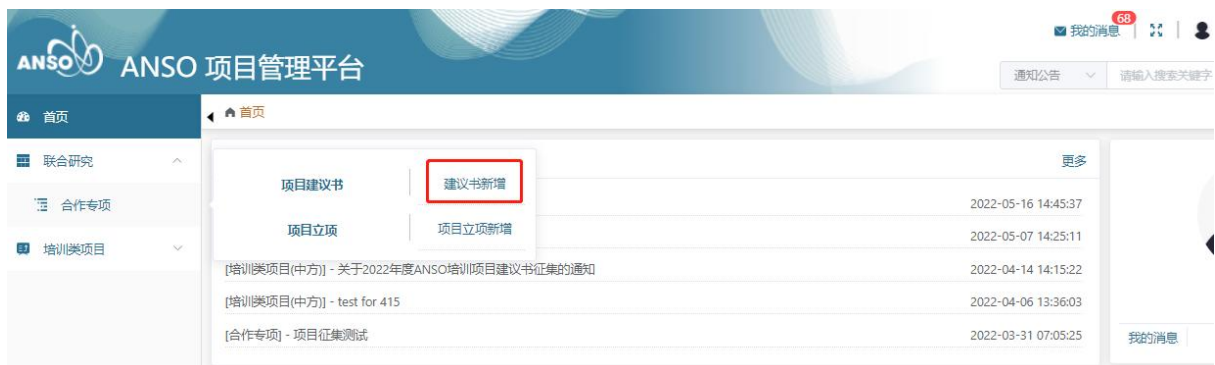 我的消息 68
ANSO ANSO 项目管理平台
通知公告 请输入搜索关键字
首页 首页
联合研究
更多
项目建议书 建议书新增
合作专项
2022-05-16 14:45:37
项目立项 项目立项新增
2022-05-07 14:25:11
培训类项目
[培训类项目(中方)] - 关于2022年度ANSO培训项目建议书征集的通知 2022-04-14 14:15:22
[培训类项目(中方)] - test for 415 2022-04-06 13:36:03
[合作专项] - 项目征集测试 2022-03-31 07:05:25
我的消息